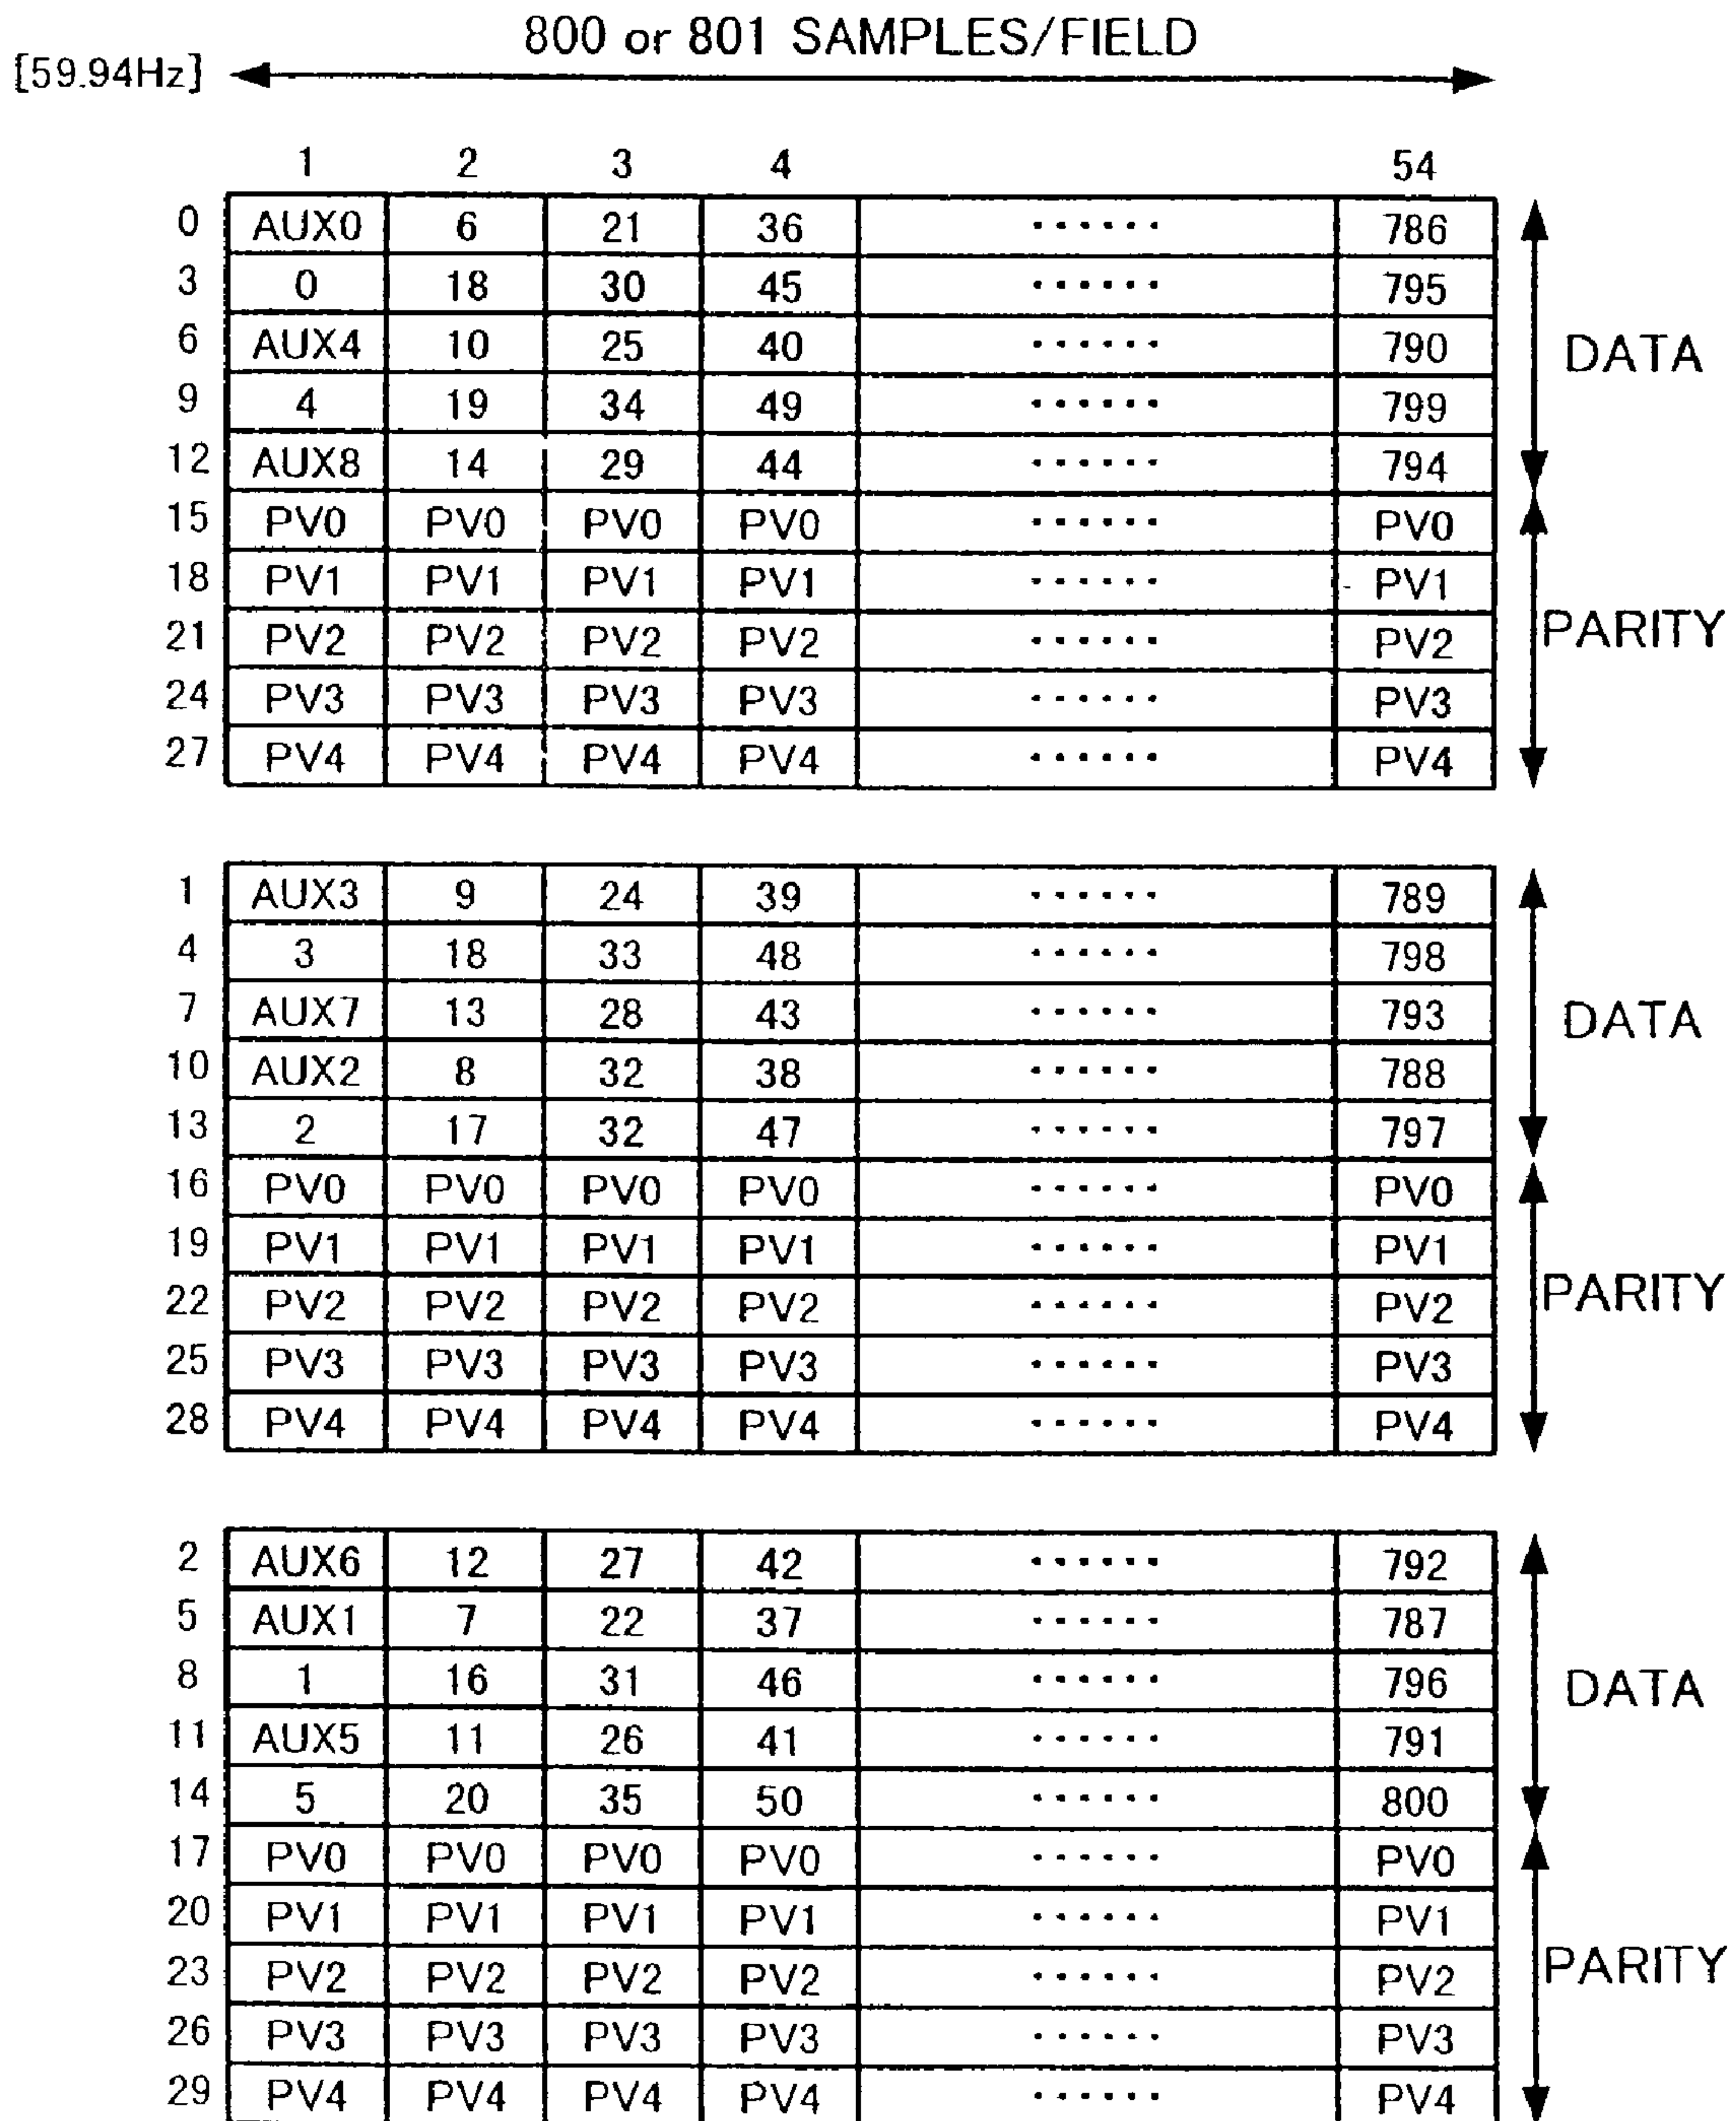 800 or 801 SAMPLES/FIELD
[59.94Hz]
1 2 3 4 54
0 AUX0 6 21 36 ...... 786
3 0 18 30 45 ...... 795
6 AUX4 10 25 40 ...... 790
DATA
9 4 19 34 49 ...... 799
12 AUX8 14 29 44 ...... 794
15 PV0 PV0 PV0 PV0 ...... PV0
18 PV1 PV1 PV1 PV1 ...... PV1
21 PV2 PV2 PV2 PV2 ...... PV2
PARITY
24 PV3 PV3 PV3 PV3 ...... PV3
27 PV4 PV4 PV4 PV4 ...... PV4
1 AUX3 9 24 39 ...... 789
4 3 18 33 48 ...... 798
7 AUX7 13 28 43 ...... 793
DATA
10 AUX2 8 32 38 ...... 788
13 2 17 32 47 ...... 797
16 PV0 PV0 PV0 PV0 ...... PV0
19 PV1 PV1 PV1 PV1 ...... PV1
22 PV2 PV2 PV2 PV2 ...... PV2
PARITY
25 PV3 PV3 PV3 PV3 ...... PV3
28 PV4 PV4 PV4 PV4 ...... PV4
2 AUX6 12 27 42 ...... 792
5 AUX1 7 22 37 ...... 787
8 1 16 31 46 ...... 796
DATA
11 AUX5 11 26 41 ...... 791
14 5 20 35 50 ...... 800
17 PV0 PV0 PV0 PV0 ...... PV0
20 PV1 PV1 PV1 PV1 ...... PV1
23 PV2 PV2 PV2 PV2 ...... PV2
PARITY
26 PV3 PV3 PV3 PV3 ...... PV3
29 PV4 PV4 PV4 PV4 ...... PV4